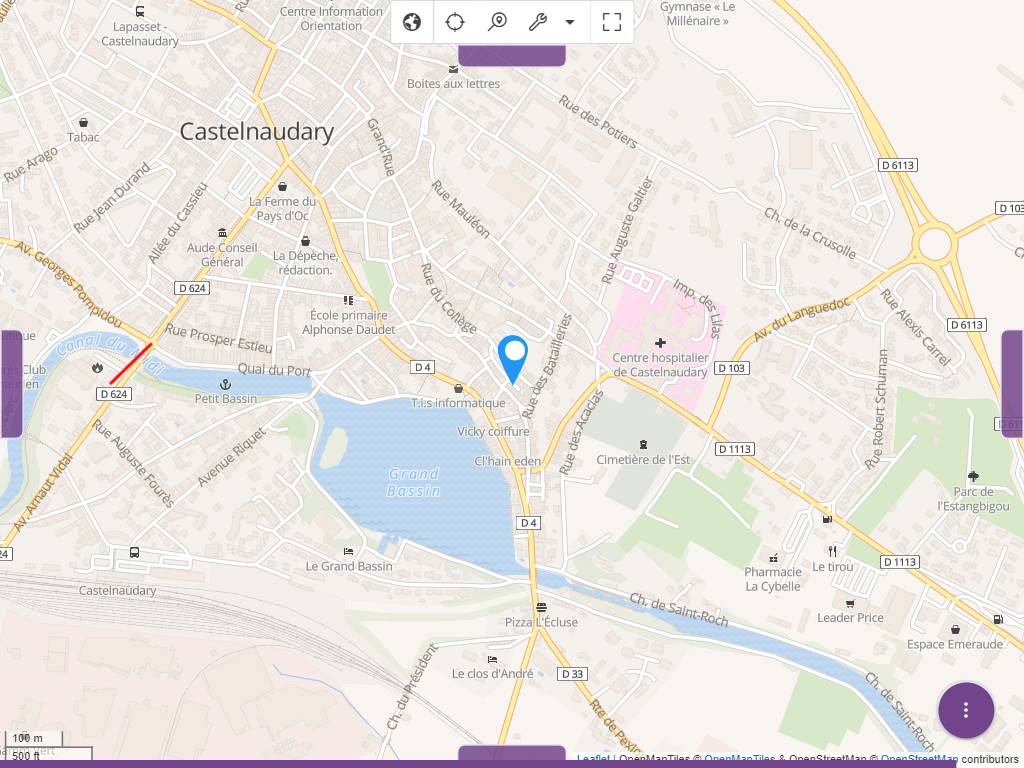 Gymnase « Le
Millénaire »
Centre Information
Orientation
Lapasset -
Castelnaudary
Boites aux lettres
Rue des Potiers
Tabac
Castelnaudary
Grand'Rue
Rue Arago
D 6113
Rue Jean Durand
Allée du Cassieu
La Ferme du
Pays d'Oc
Rue Mauléon
Rue Auguste Galtier
D 103
Ch. de la Crusolle
Aude Conseil
Général
La Dépèche,
rédaction.
Av. Georges Pompidou
D 624
Rue du Collège
Imp. des Lilas
Av. du Languedoc
Rue Alexis Carrel
D 6113
École primaire
Alphonse Daudet
Rue Prosper Estieu
Canal du Midi
Rue des Batailleries
Centre hospitalier
de Castelnaudary
D 4
D 103
Quai du Port
Petit Bassin
D 624
T.i.s informatique
Rue Robert Schuman
Rue des Acacias
Vicky coiffure
Cl'hain eden
Cimetière de l'Est
D 1113
Rue Auguste Fourès
Avenue Riquet
Av. Arnaut Vidal
Grand
Bassin
Parc de
l'Estangbigou
D 4
Le Grand Bassin
Castelnaudary
Pharmacie
La Cybelle
Le tirou
D 1113
Ch. de Saint-Roch
Leader Price
Pizza L'Écluse
Espace Emeraude
Le clos d'André
D 33
Ch. du Président
Ch. de Saint-Roch
100 m
500 ft
Leaflet | OpenMapTiles © OpenMapTiles & OpenStreetMap © OpenStreetMap contributors